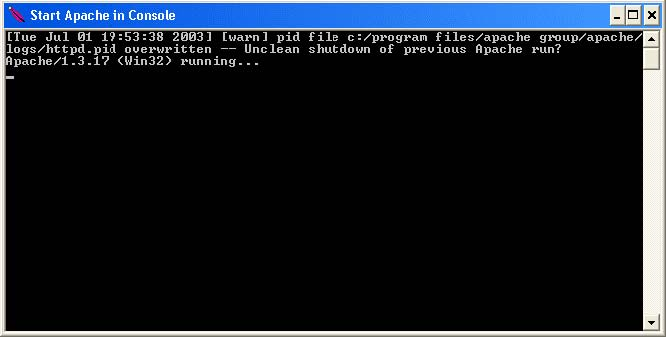 Start Apache in Console
[Tue Jul 01 19:53:38 2003] [warn] pid file c:/program files/apache group/apache/
logs/httpd.pid overwritten -- Unclean shutdown of previous Apache run?
Apache/1.3.17 (Win32) running...